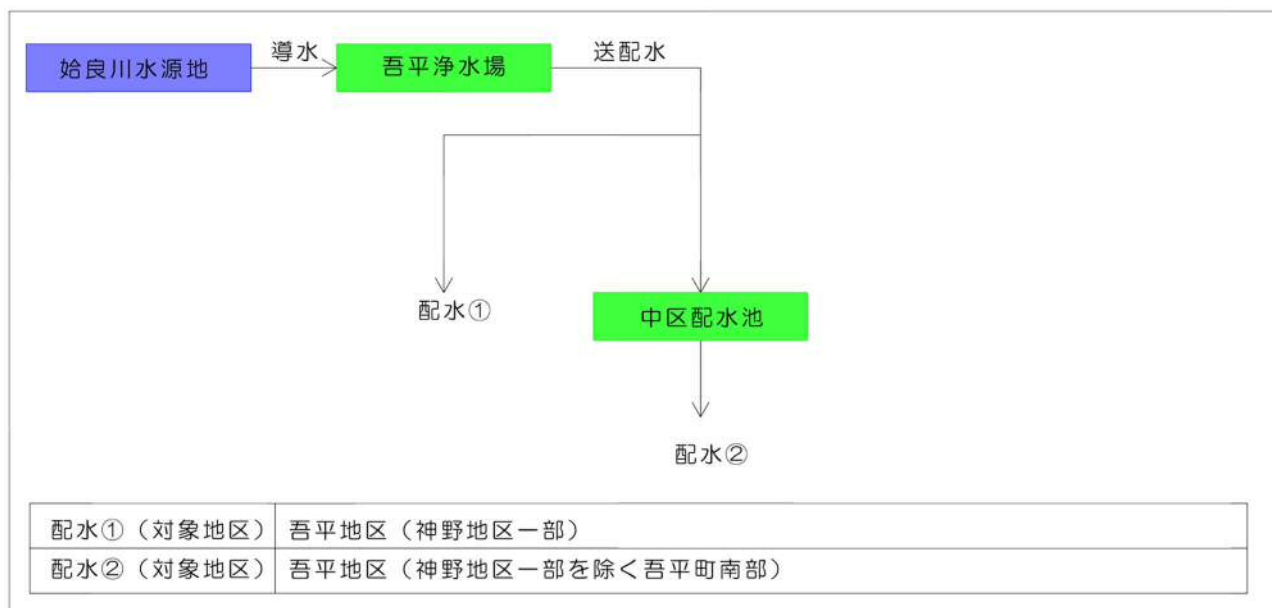 姶良川水源地
導水
吾平浄水場
送配水
配水①
中区配水池
配水②
配水①（対象地区） 吾平地区（神野地区一部）
配水②（対象地区） 吾平地区（神野地区一部を除く吾平町南部）